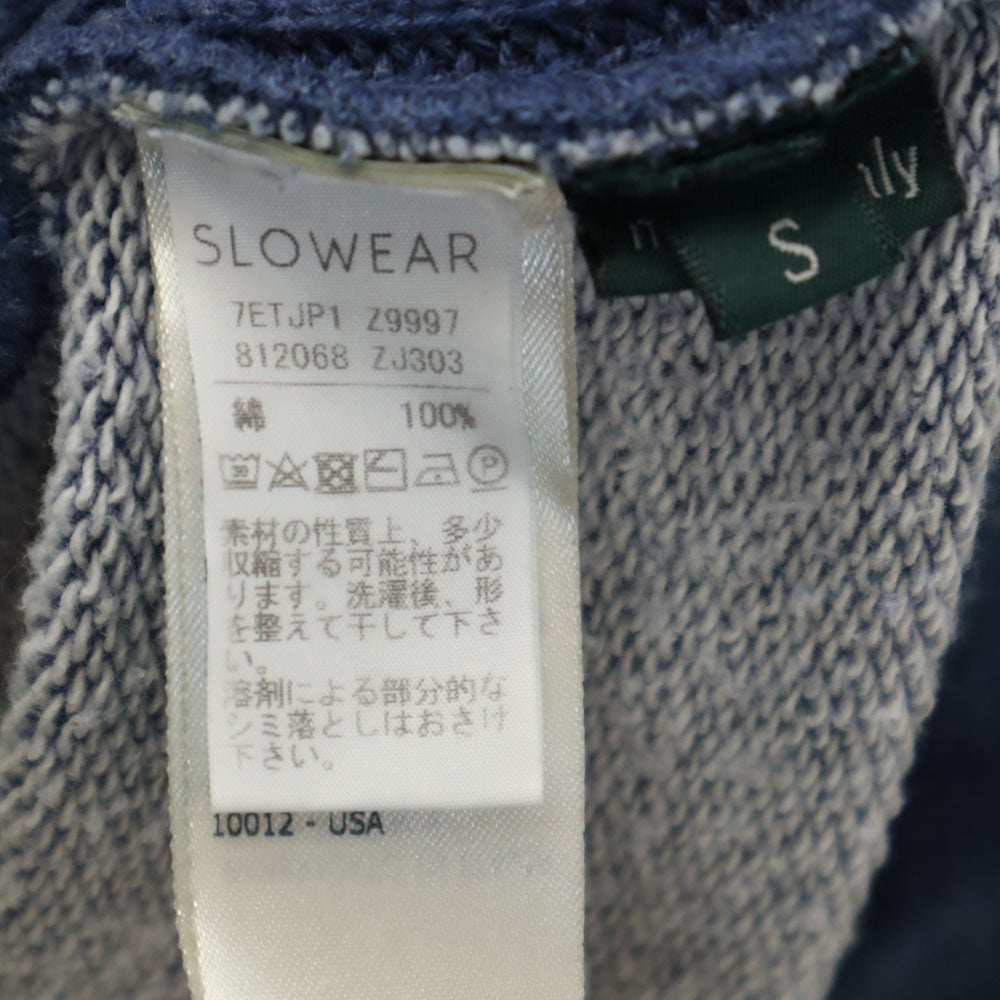 SLOWEAR
7ETJP1 Z9997
812068 ZJ303
綿 100%
素材の性質上、多少
収縮する可能性があ
ります。洗濯後、形
を整えて干して下さ
い。
溶剤による部分的な
シミ落としはおさけ
下さい。
10012 - USA
S